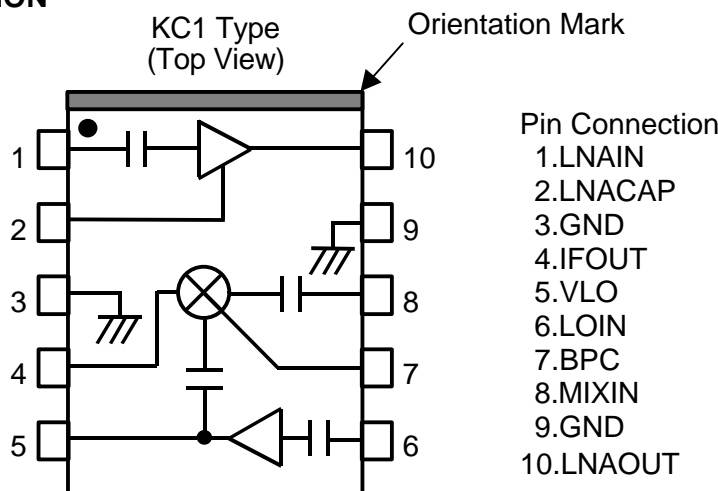 KC1 Type
(Top View)
Orientation Mark
1
2
3
4
5
10
9
8
7
6
Pin Connection
1.LNAIN
2.LNACAP
3.GND
4.IFOUT
5.VLO
6.LOIN
7.BPC
8.MIXIN
9.GND
10.LNAOUT